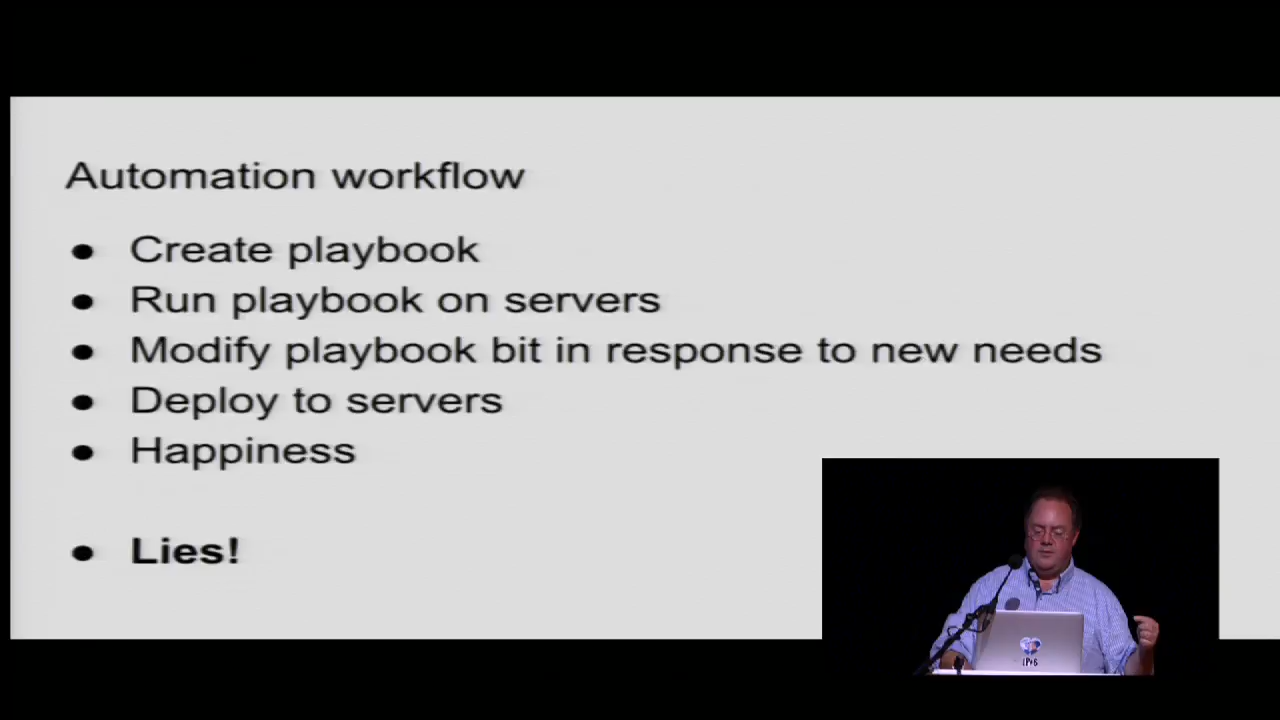 Automation workflow
● Create playbook
● Run playbook on servers
● Modify playbook bit in response to new needs
● Deploy to servers
● Happiness
● Lies!